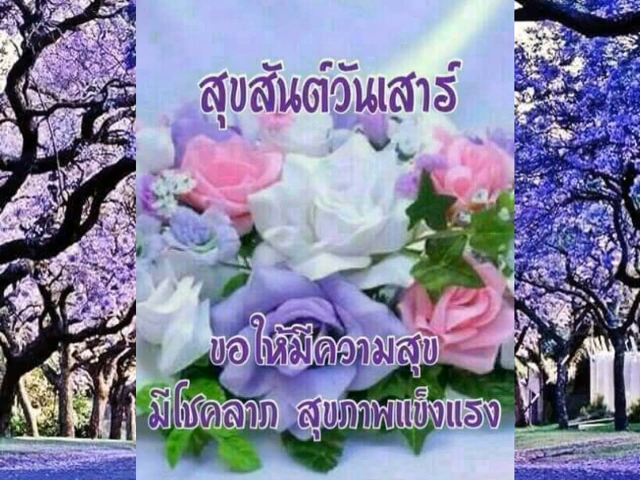 สุขสันต์วันเสาร์
ขอให้มีความสุข
มีโชคลาภ สุขภาพแข็งแรง